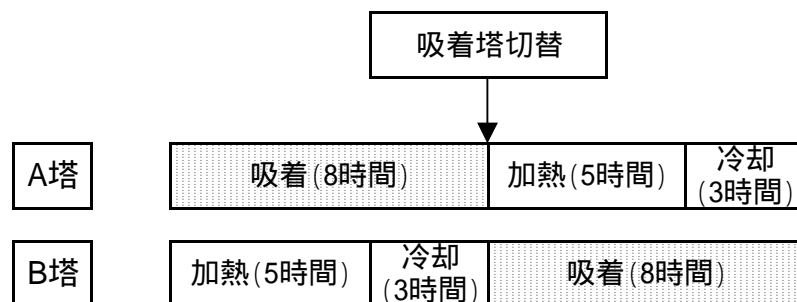 吸着塔切替
A塔
吸着(8時間)
加熱(5時間)
冷却
(3時間)
B塔
加熱(5時間)
冷却
(3時間)
吸着(8時間)